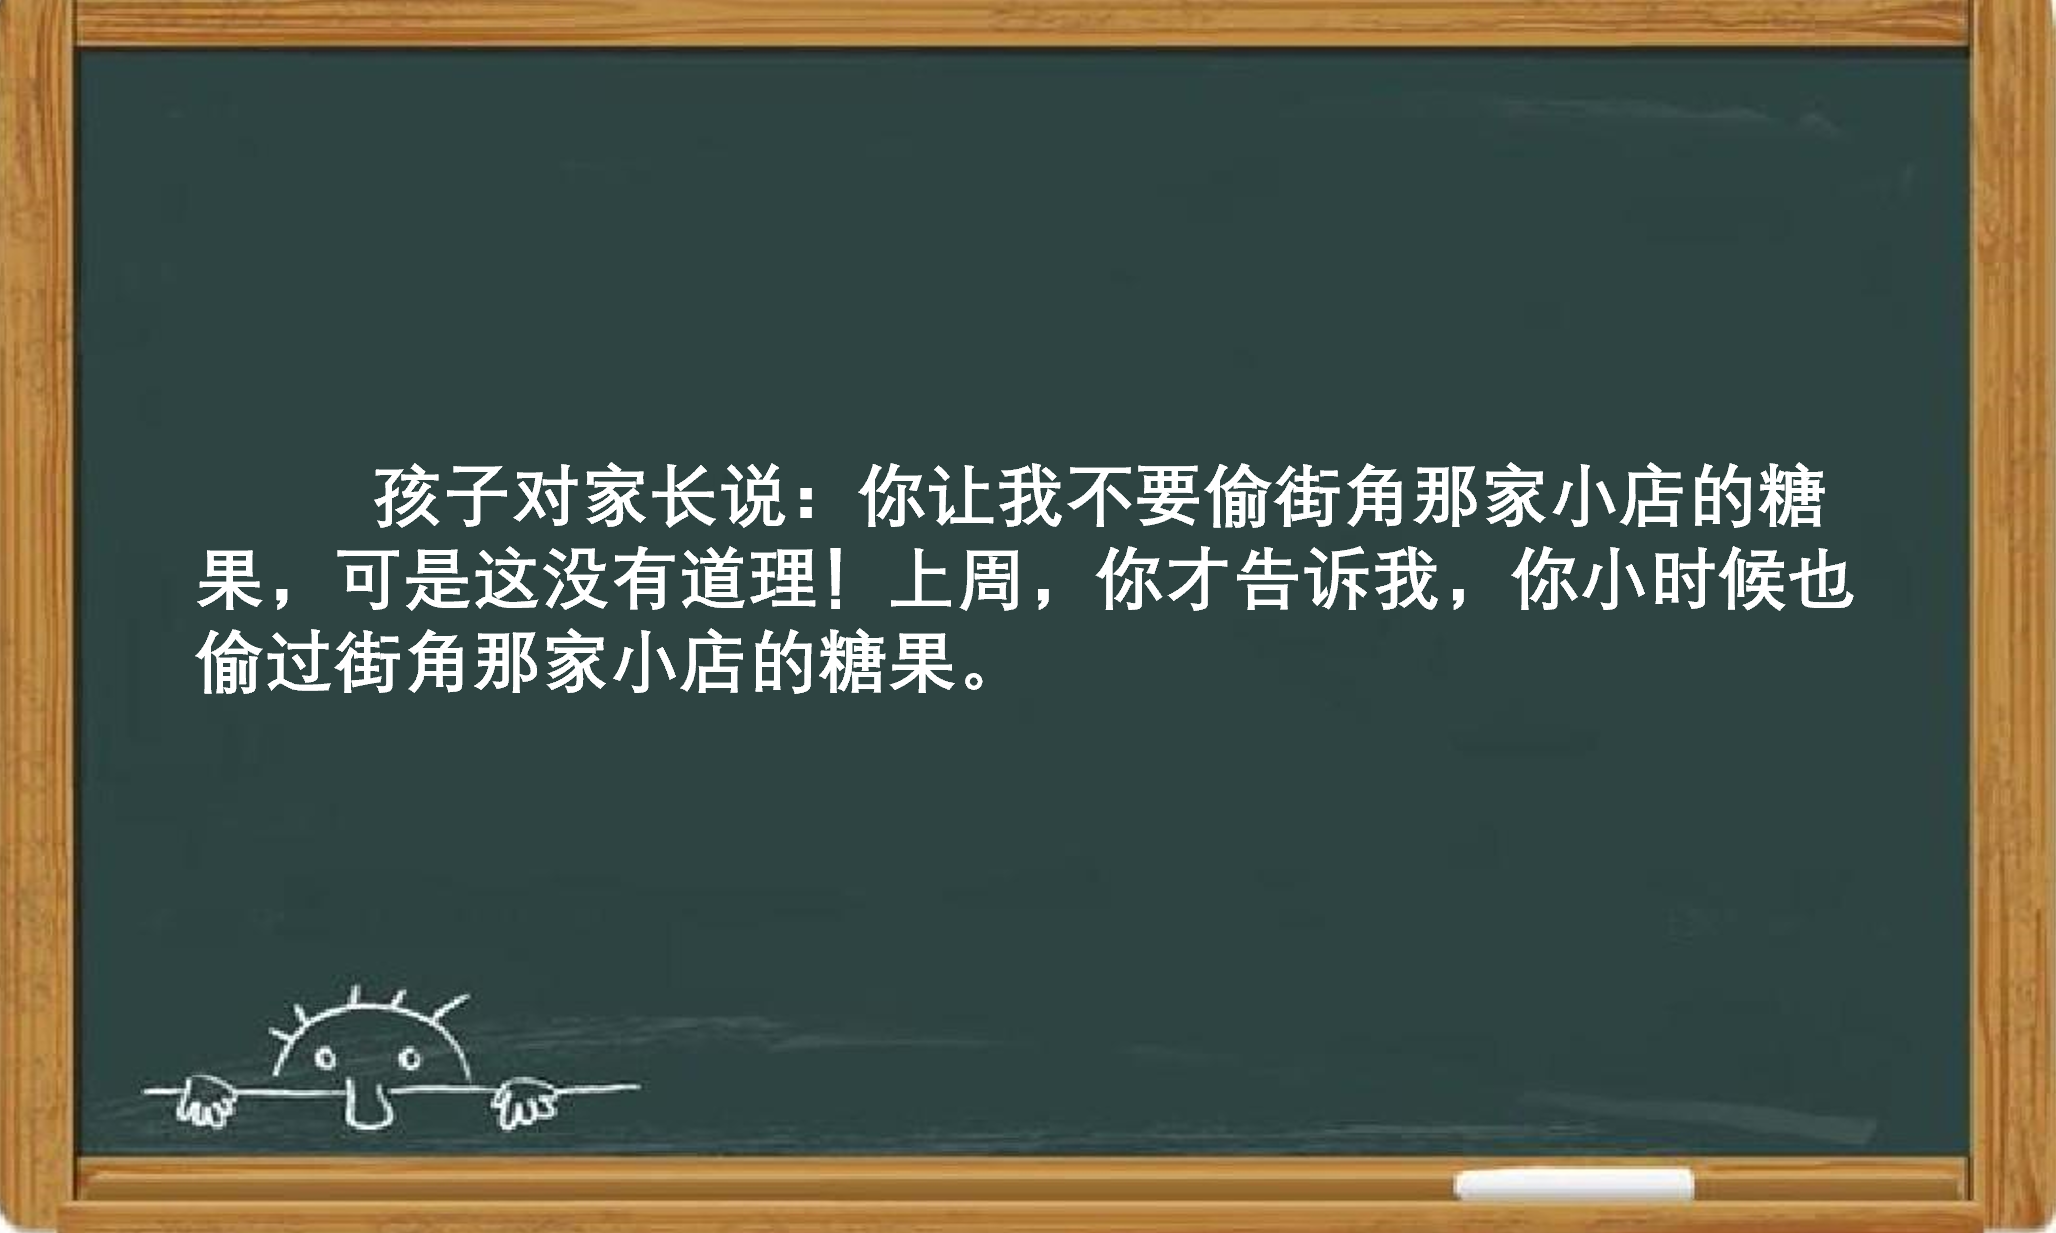 孩子对家长说：你让我不要偷街角那家小店的糖
果，可是这没有道理！上周，你才告诉我，你小时候也
偷过街角那家小店的糖果。